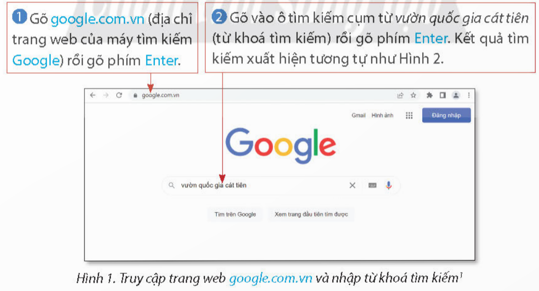 1 Gõ google.com.vn (địa chỉ
trang web của máy tìm kiếm
Google) rồi gõ phím Enter.
2 Gõ vào ô tìm kiếm cụm từ vườn quốc gia cát tiên
(từ khoá tìm kiếm) rồi gõ phím Enter. Kết quả tìm
kiếm xuất hiện tương tự như Hình 2.
google.com.vn
Gmail Hình ảnh Đăng nhập
Google
vườn quốc gia cát tiên
Tìm trên Google Xem trang đầu tiên tìm được
Hình 1. Truy cập trang web google.com.vn và nhập từ khoá tìm kiếm¹